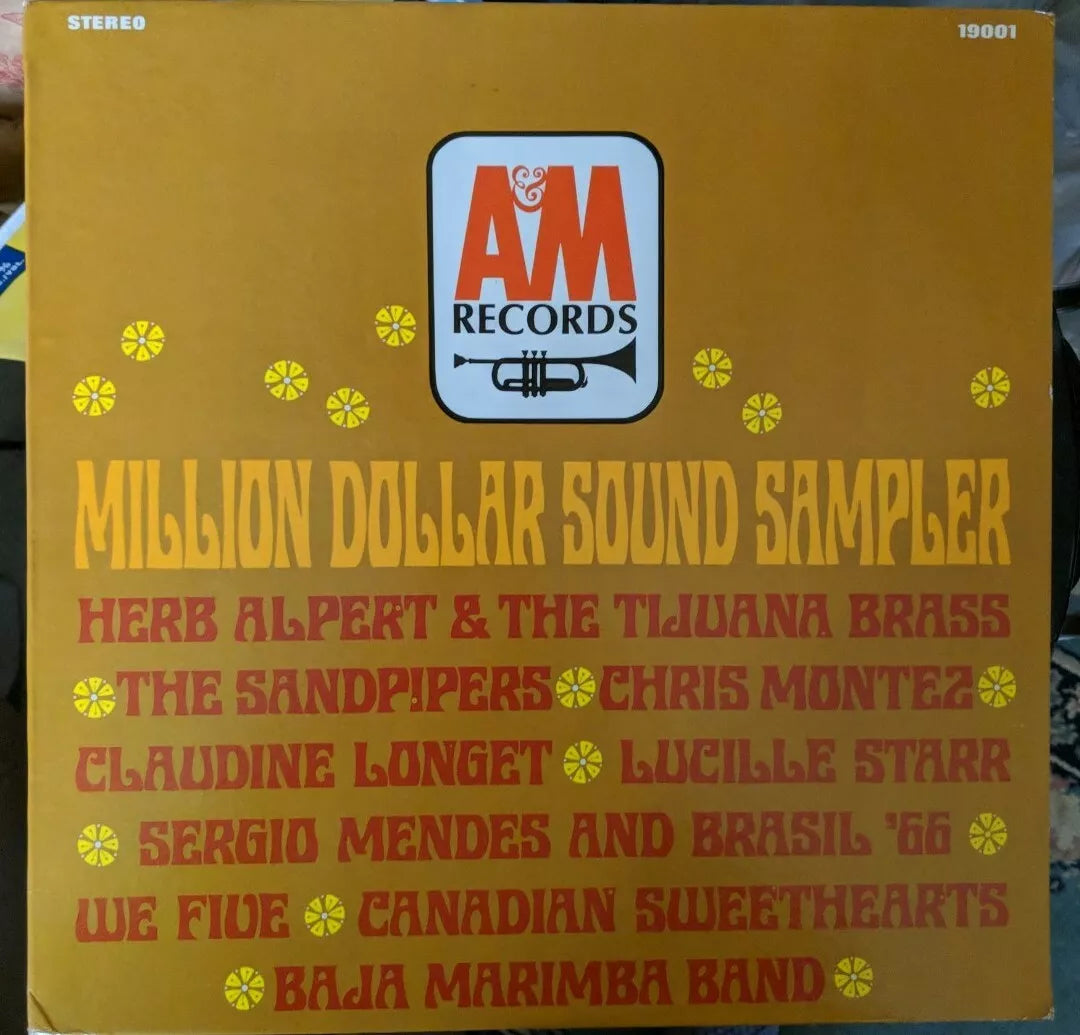 STEREO
19001
A&M
RECORDS
MILLION DOLLAR SOUND SAMPLER
HERB ALPERT & THE TIJUANA BRASS
THE SANDPIPERS CHRIS MONTEZ
CLAUDINE LONGET LUCILLE STARR
SERGIO MENDES AND BRASIL '66
WE FIVE CANADIAN SWEETHEARTS
BAJA MARIMBA BAND